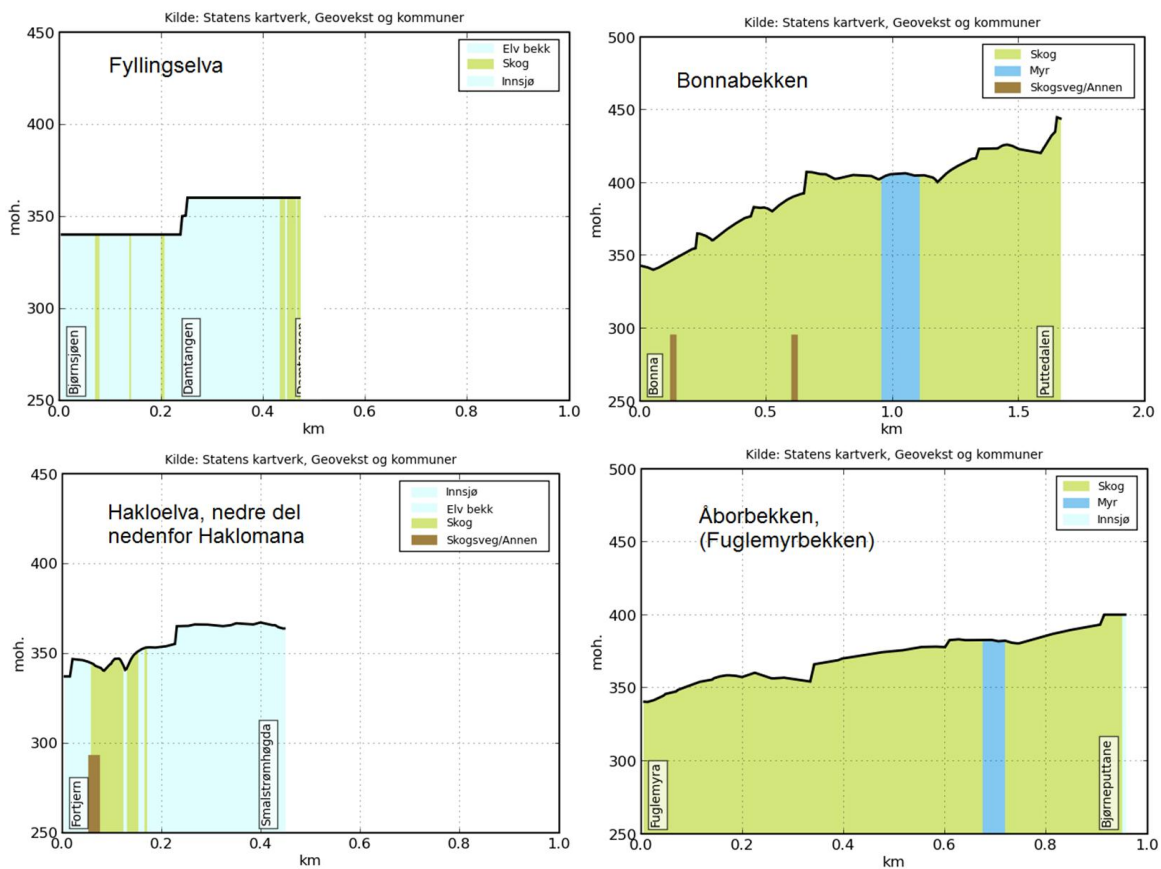 Kilde: Statens kartverk, Geovekst og kommuner
450
400
350
300
250
moh.
Fyllingselva
Elv bekk
Skog
Innsjø
Bjørnsjøen
Damtangen
0.0 0.2 0.4 0.6 0.8 1.0
km
Kilde: Statens kartverk, Geovekst og kommuner
500
450
400
350
300
250
moh.
Bonnabekken
Skog
Myr
Skogsveg/Annen
Bonna
Puttedalen
0.0 0.5 1.0 1.5 2.0
km
Kilde: Statens kartverk, Geovekst og kommuner
450
400
350
300
250
moh.
Hakloelva, nedre del
nedenfor Haklomana
Innsjø
Elv bekk
Skog
Skogsveg/Annen
Fortjern
Smalstrømhøgda
0.0 0.2 0.4 0.6 0.8 1.0
km
Kilde: Statens kartverk, Geovekst og kommuner
500
450
400
350
300
250
moh.
Åborbekken,
(Fuglemyrbekken)
Skog
Myr
Innsjø
Fuglemyra
Bjørneputtane
0.0 0.2 0.4 0.6 0.8 1.0
km